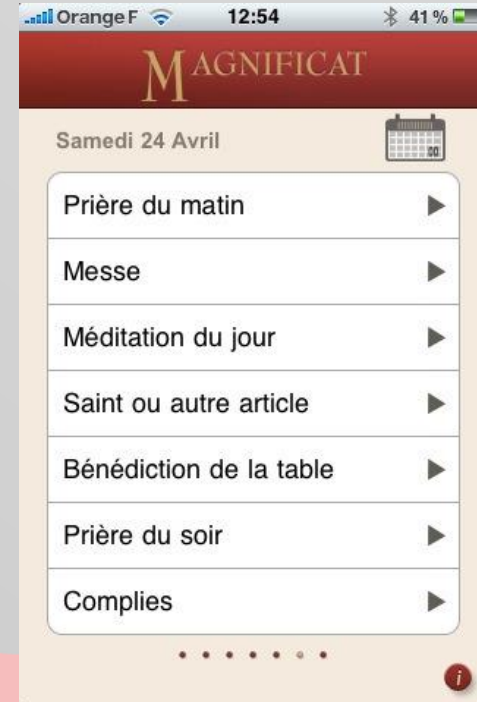 Orange F 12:54 41 %
MAGNIFICAT
Samedi 24 Avril
Prière du matin
Messe
Méditation du jour
Saint ou autre article
Bénédiction de la table
Prière du soir
Complies
i